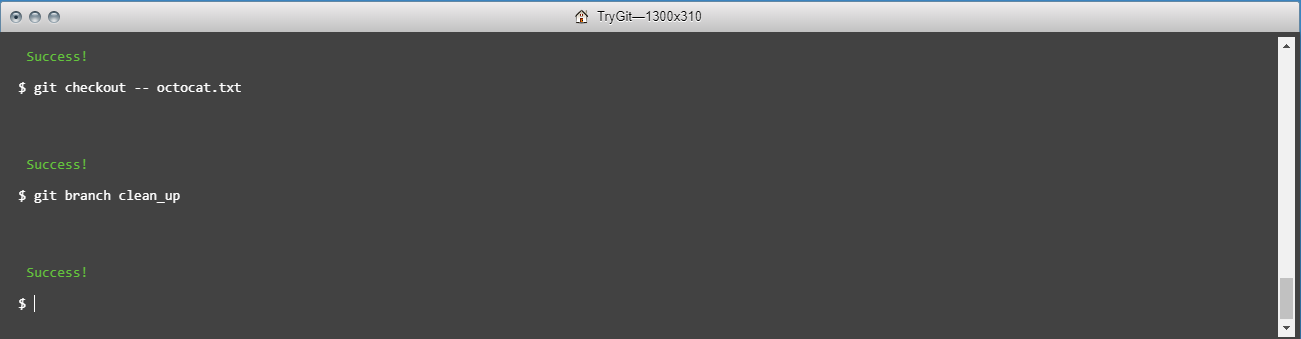 TryGit—1300x310
Success!
$ git checkout -- octocat.txt
Success!
$ git branch clean_up
Success!
$